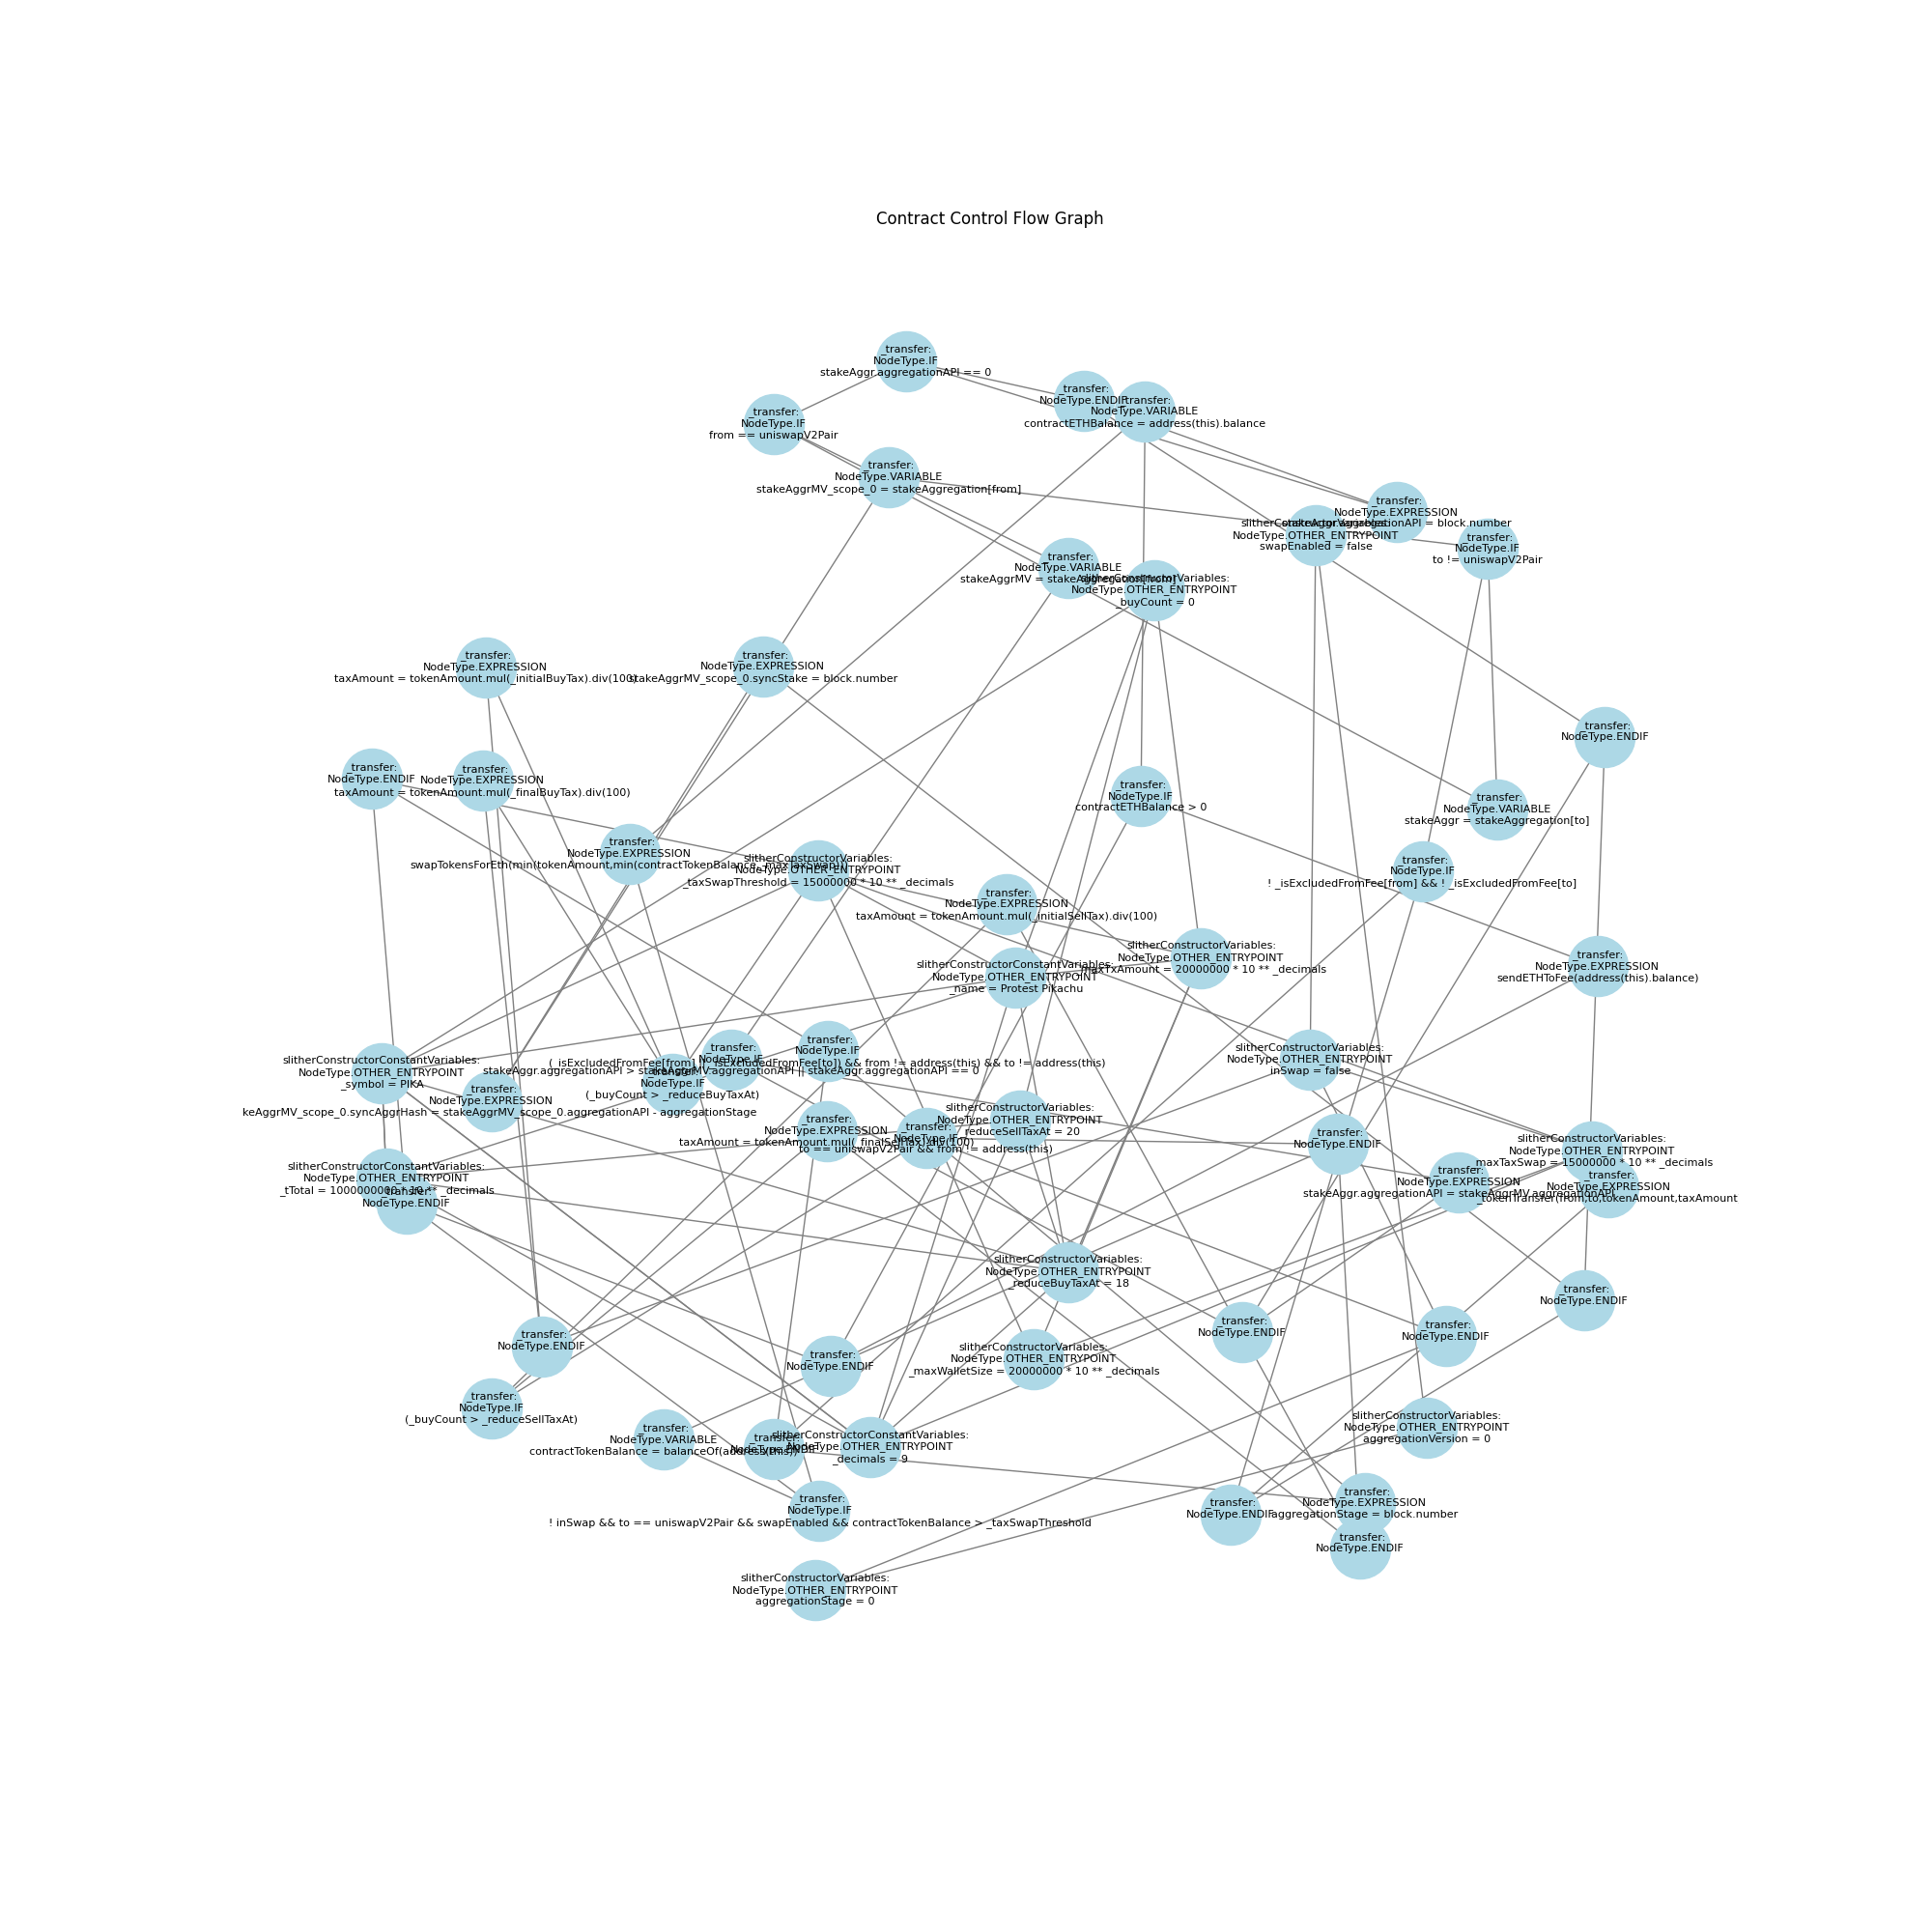 Contract Control Flow Graph
_transfer:
NodeType.IF
stakeAggr.aggregationAPI == 0
_transfer:
NodeType.ENDIF
_transfer:
NodeType.VARIABLE
contractETHBalance = address(this).balance
_transfer:
NodeType.IF
from == uniswapV2Pair
_transfer:
NodeType.VARIABLE
stakeAggrMV_scope_0 = stakeAggregation[from]
_transfer:
NodeType.EXPRESSION
stakeAggr.aggregationAPI = block.number
slitherConstructorVariables:
NodeType.OTHER_ENTRYPOINT
swapEnabled = false
_transfer:
NodeType.IF
to != uniswapV2Pair
_transfer:
NodeType.VARIABLE
stakeAggrMV = stakeAggregation[from]
slitherConstructorVariables:
NodeType.OTHER_ENTRYPOINT
_buyCount = 0
_transfer:
NodeType.EXPRESSION
taxAmount = tokenAmount.mul(_initialBuyTax).div(100)
_transfer:
NodeType.EXPRESSION
stakeAggrMV_scope_0.syncStake = block.number
_transfer:
NodeType.ENDIF
_transfer:
NodeType.ENDIF
_transfer:
NodeType.EXPRESSION
taxAmount = tokenAmount.mul(_finalBuyTax).div(100)
_transfer:
NodeType.IF
contractETHBalance > 0
_transfer:
NodeType.VARIABLE
stakeAggr = stakeAggregation[to]
_transfer:
NodeType.EXPRESSION
swapTokensForEth(min(tokenAmount,min(contractTokenBalance,_maxTaxSwap)))
slitherConstructorVariables:
NodeType.OTHER_ENTRYPOINT
_taxSwapThreshold = 15000000 * 10 ** _decimals
_transfer:
NodeType.IF
! _isExcludedFromFee[from] && ! _isExcludedFromFee[to]
_transfer:
NodeType.EXPRESSION
taxAmount = tokenAmount.mul(_initialSellTax).div(100)
slitherConstructorVariables:
NodeType.OTHER_ENTRYPOINT
_maxTxAmount = 20000000 * 10 ** _decimals
_transfer:
NodeType.EXPRESSION
sendETHToFee(address(this).balance)
slitherConstructorConstantVariables:
NodeType.OTHER_ENTRYPOINT
_name = Protest Pikachu
slitherConstructorConstantVariables:
NodeType.OTHER_ENTRYPOINT
_symbol = PIKA
_transfer:
NodeType.IF
stakeAggr.aggregationAPI > stakeAggrMV.aggregationAPI || stakeAggr.aggregationAPI == 0
_transfer:
NodeType.IF
(_isExcludedFromFee[from] || _isExcludedFromFee[to]) && from != address(this) && to != address(this)
_transfer:
NodeType.IF
(_buyCount > _reduceBuyTaxAt)
slitherConstructorVariables:
NodeType.OTHER_ENTRYPOINT
inSwap = false
_transfer:
NodeType.EXPRESSION
keAggrMV_scope_0.syncAggrHash = stakeAggrMV_scope_0.aggregationAPI - aggregationStage
_transfer:
NodeType.EXPRESSION
taxAmount = tokenAmount.mul(_finalSellTax).div(100)
_transfer:
NodeType.IF
to == uniswapV2Pair && from != address(this)
slitherConstructorVariables:
NodeType.OTHER_ENTRYPOINT
_reduceSellTaxAt = 20
_transfer:
NodeType.ENDIF
slitherConstructorVariables:
NodeType.OTHER_ENTRYPOINT
_maxTaxSwap = 15000000 * 10 ** _decimals
slitherConstructorConstantVariables:
NodeType.OTHER_ENTRYPOINT
_tTotal = 1000000000 * 10 ** _decimals
_transfer:
NodeType.ENDIF
_transfer:
NodeType.EXPRESSION
stakeAggr.aggregationAPI = stakeAggrMV.aggregationAPI
_transfer:
NodeType.EXPRESSION
_tokenTransfer(from,to,tokenAmount,taxAmount
slitherConstructorVariables:
NodeType.OTHER_ENTRYPOINT
_reduceBuyTaxAt = 18
_transfer:
NodeType.ENDIF
_transfer:
NodeType.ENDIF
_transfer:
NodeType.ENDIF
_transfer:
NodeType.ENDIF
_transfer:
NodeType.ENDIF
slitherConstructorVariables:
NodeType.OTHER_ENTRYPOINT
_maxWalletSize = 20000000 * 10 ** _decimals
_transfer:
NodeType.IF
(_buyCount > _reduceSellTaxAt)
_transfer:
NodeType.VARIABLE
contractTokenBalance = balanceOf(address(this))
_transfer:
NodeType.ENDIF
slitherConstructorConstantVariables:
NodeType.OTHER_ENTRYPOINT
_decimals = 9
slitherConstructorVariables:
NodeType.OTHER_ENTRYPOINT
aggregationVersion = 0
_transfer:
NodeType.IF
! inSwap && to == uniswapV2Pair && swapEnabled && contractTokenBalance > _taxSwapThreshold
_transfer:
NodeType.ENDIF
_transfer:
NodeType.EXPRESSION
aggregationStage = block.number
_transfer:
NodeType.ENDIF
slitherConstructorVariables:
NodeType.OTHER_ENTRYPOINT
aggregationStage = 0